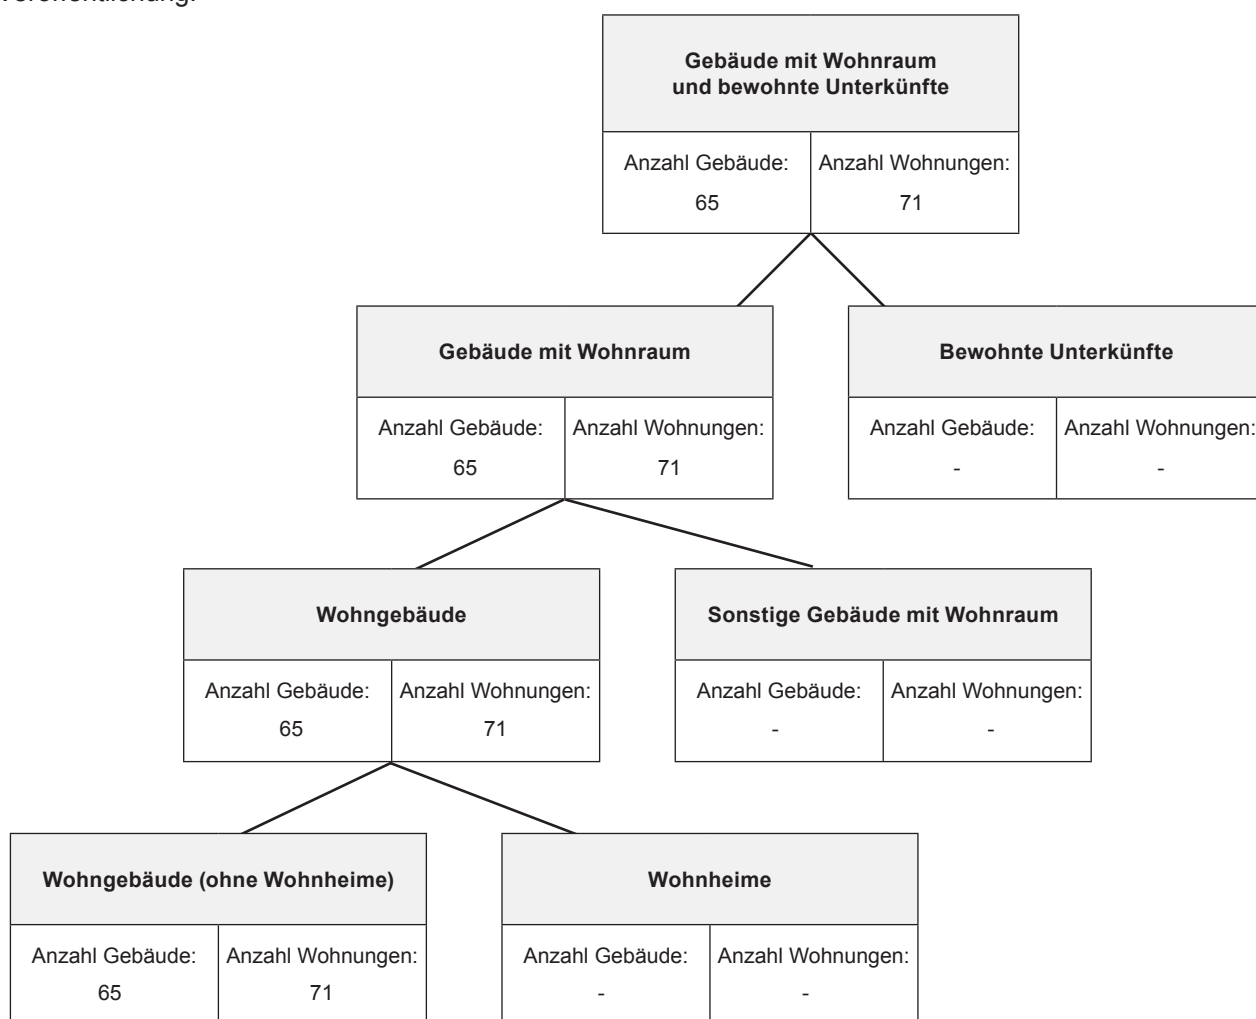 Veröffentlichung.
Gebäude mit Wohnraum
und bewohnte Unterkünfte
Anzahl Gebäude: Anzahl Wohnungen:
65 71
Gebäude mit Wohnraum Bewohnte Unterkünfte
Anzahl Gebäude: Anzahl Wohnungen: Anzahl Gebäude: Anzahl Wohnungen:
65 71 - -
Wohngebäude Sonstige Gebäude mit Wohnraum
Anzahl Gebäude: Anzahl Wohnungen: Anzahl Gebäude: Anzahl Wohnungen:
65 71 - -
Wohngebäude (ohne Wohnheime) Wohnheime
Anzahl Gebäude: Anzahl Wohnungen: Anzahl Gebäude: Anzahl Wohnungen:
65 71 - -